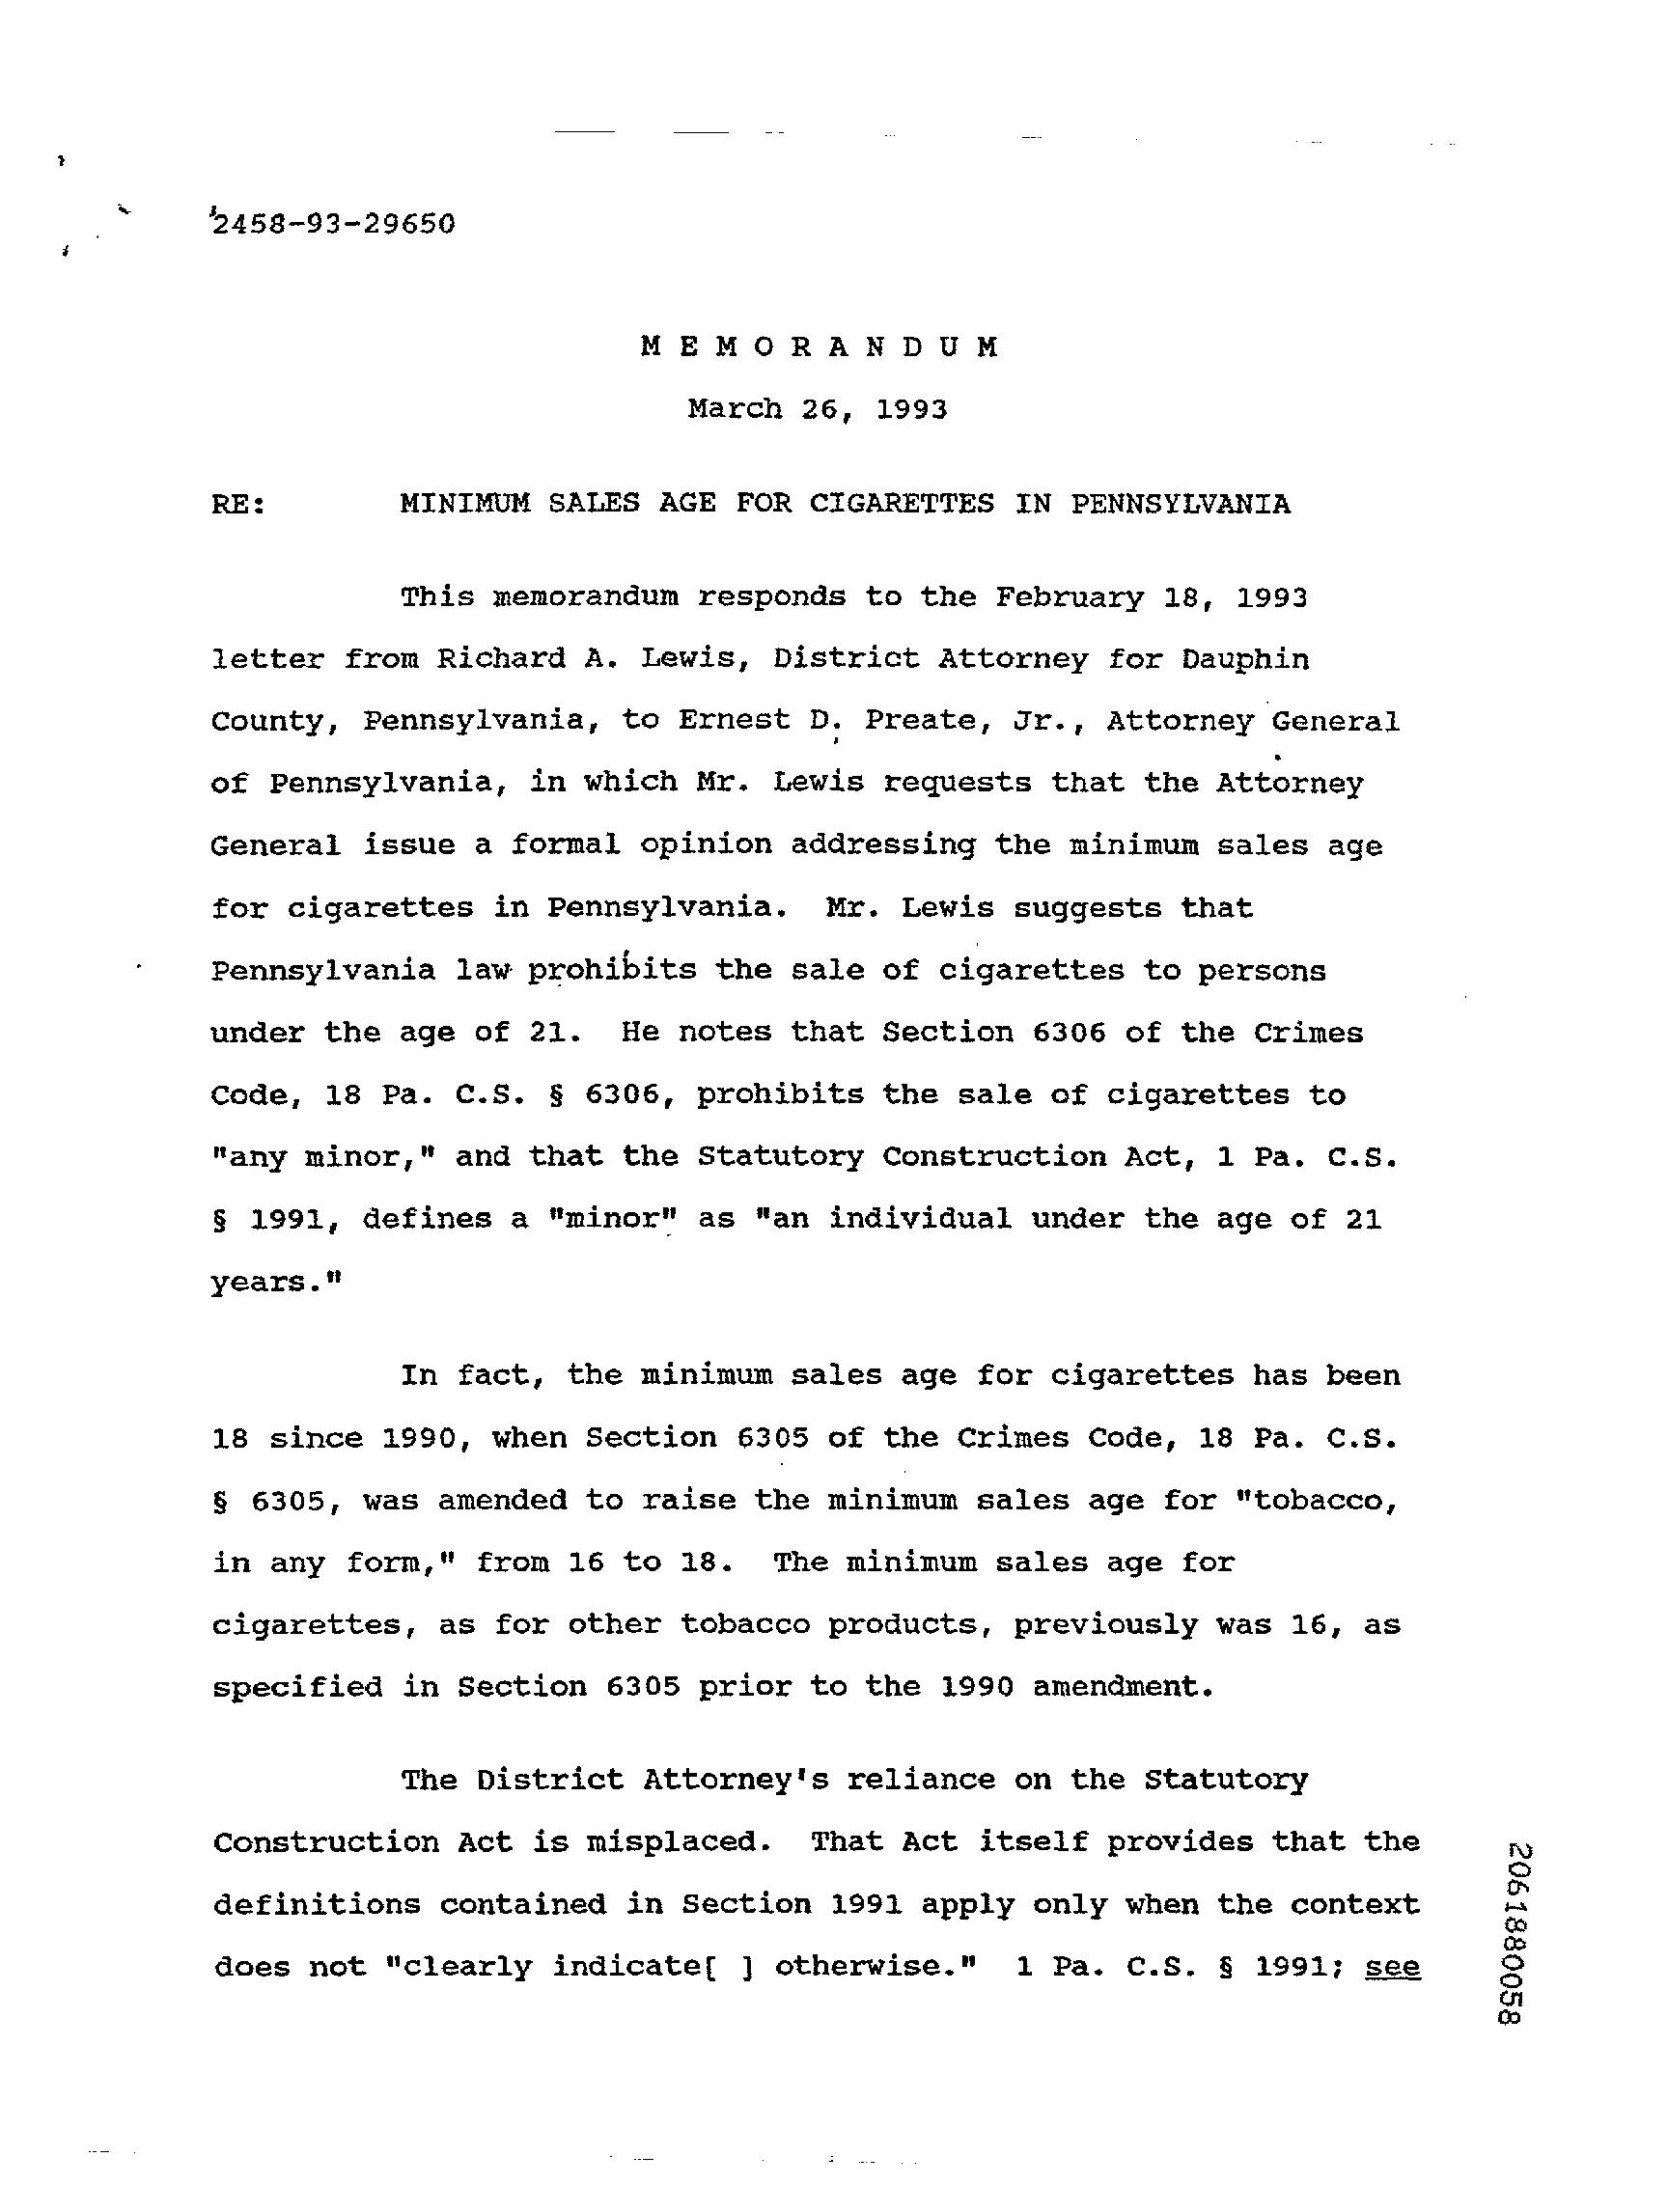 2458-93-29650
M E M O R A N D U M
March 26, 1993
RE: MINIMUM SALES AGE FOR CIGARETTES IN PENNSYLVANIA
This memorandum responds to the February 18, 1993
letter from Richard A. Lewis, District Attorney for Dauphin
County, Pennsylvania, to Ernest D. Preate, Jr., Attorney General
of Pennsylvania, in which Mr. Lewis requests that the Attorney
General issue a formal opinion addressing the minimum sales age
for cigarettes in Pennsylvania. Mr. Lewis suggests that
Pennsylvania law prohibits the sale of cigarettes to persons
under the age of 21. He notes that Section 6306 of the Crimes
Code, 18 Pa. C.S. § 6306, prohibits the sale of cigarettes to
"any minor," and that the Statutory Construction Act, 1 Pa. C.S.
§ 1991, defines a "minor" as "an individual under the age of 21
years."
In fact, the minimum sales age for cigarettes has been
18 since 1990, when Section 6305 of the Crimes Code, 18 Pa. C.S.
§ 6305, was amended to raise the minimum sales age for "tobacco,
in any form," from 16 to 18. The minimum sales age for
cigarettes, as for other tobacco products, previously was 16, as
specified in Section 6305 prior to the 1990 amendment.
The District Attorney's reliance on the Statutory
Construction Act is misplaced. That Act itself provides that the
definitions contained in Section 1991 apply only when the context
does not "clearly indicate[ ] otherwise." 1 Pa. C.S. § 1991; see
2061880058